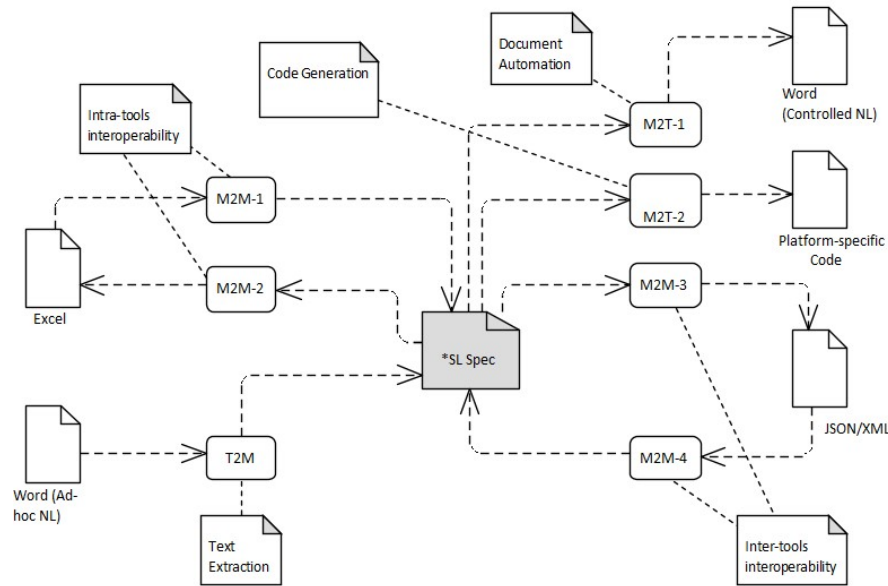 Document
Automation
Code Generation
Word
(Controlled NL)
Intra-tools
interoperability
M2T-1
M2M-1
M2T-2
Platform-specific
Code
M2M-2
M2M-3
Excel
*SL Spec
JSON/XML
T2M
M2M-4
Word (Ad-
hoc NL)
Text
Extraction
Inter-tools
interoperability